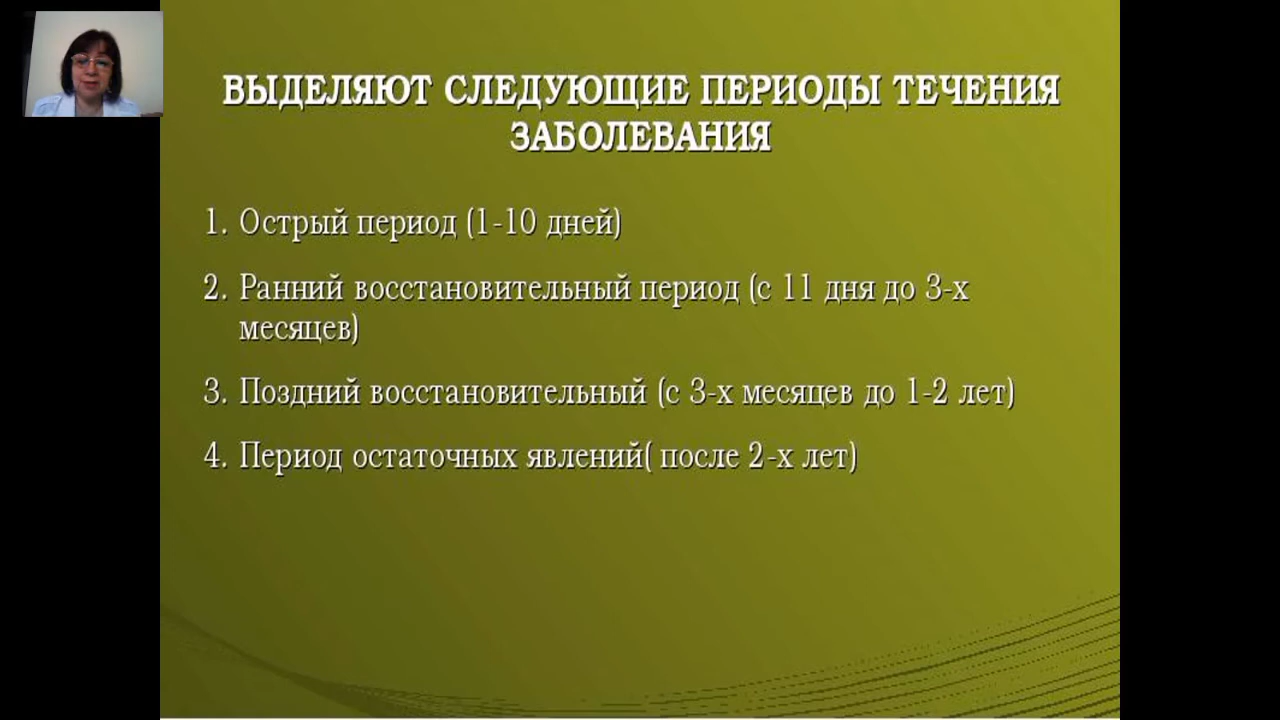 ВЫДЕЛЯЮТ СЛЕДУЮЩИЕ ПЕРИОДЫ ТЕЧЕНИЯ
ЗАБОЛЕВАНИЯ
1. Острый период (1-10 дней)
2. Ранний восстановительный период (с 11 дня до 3-х
месяцев)
3. Поздний восстановительный (с 3-х месяцев до 1-2 лет)
4. Период остаточных явлений( после 2-х лет)